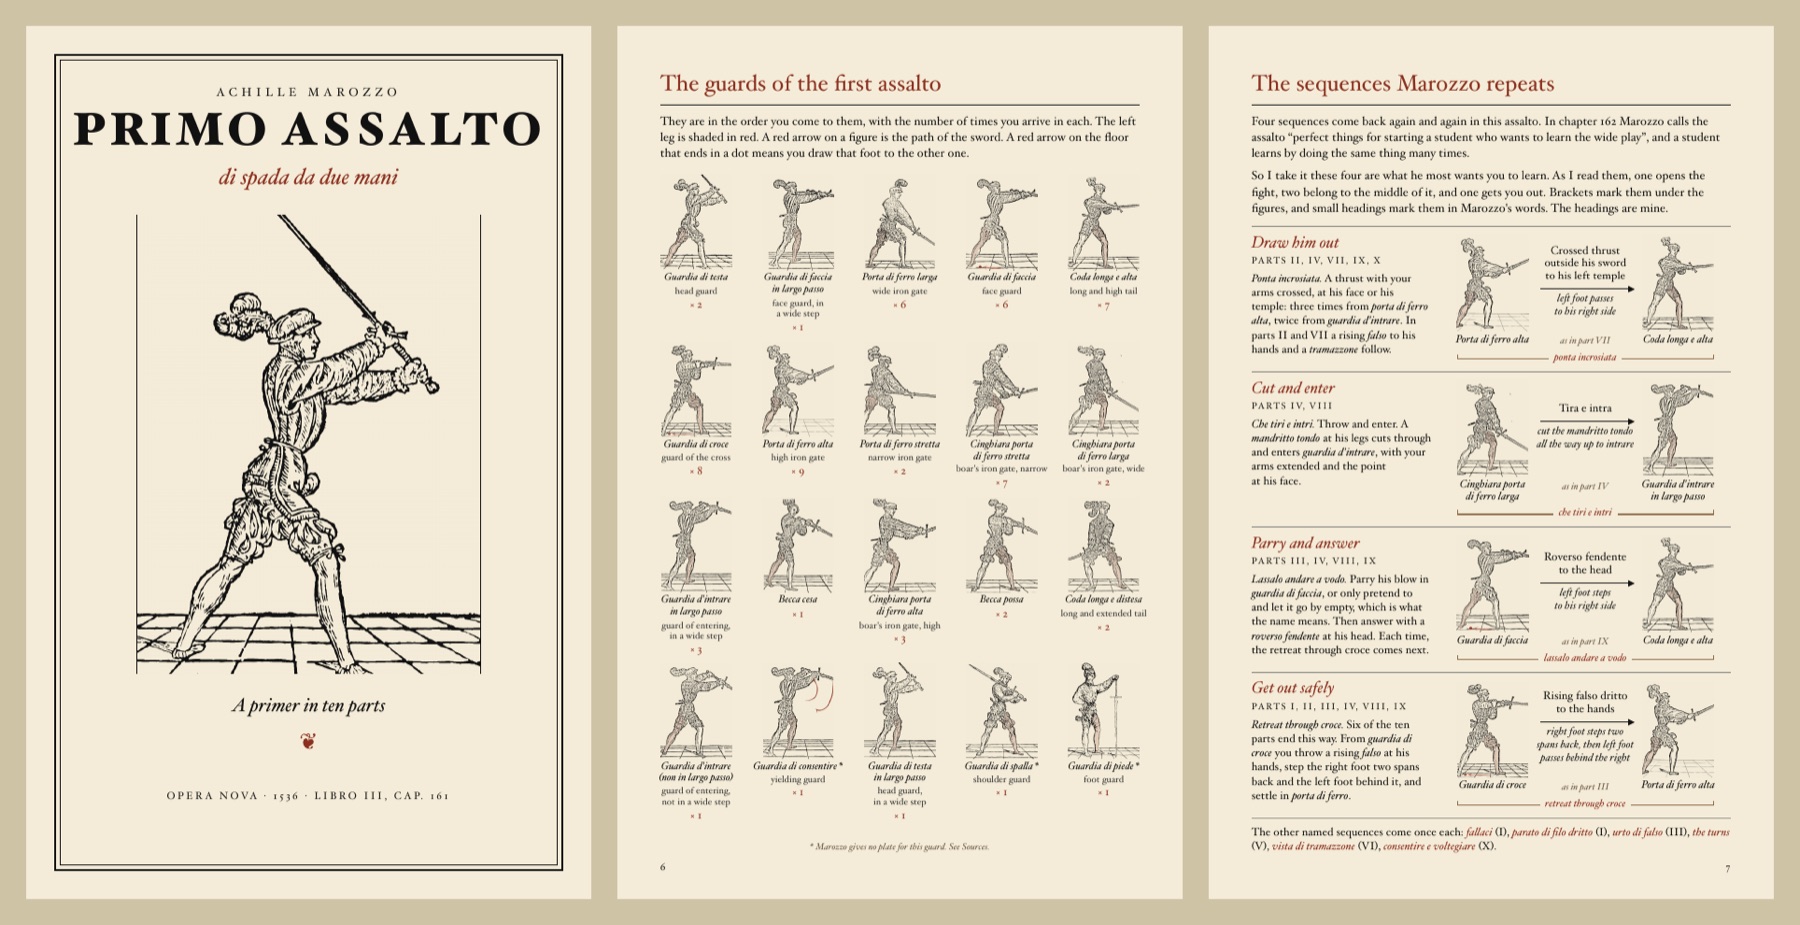 ACHILLE MAROZZO
PRIMO ASSALTO
di spada da due mani
A primer in ten parts
OPERA NOVA · 1536 · LIBRO III, CAP. 161
The guards of the first assalto
They are in the order you come to them, with the number of times you arrive in each. The left
leg is shaded in red. A red arrow on a figure is the path of the sword. A red arrow on the floor
that ends in a dot means you draw that foot to the other one.
Guardia di testa
head guard
× 2
Guardia di faccia
in largo passo
face guard, in
a wide step
× 1
Porta di ferro larga
wide iron gate
× 6
Guardia di faccia
face guard
× 6
Coda longa e alta
long and high tail
× 7
Guardia di croce
guard of the cross
× 8
Porta di ferro alta
high iron gate
× 9
Porta di ferro stretta
narrow iron gate
× 2
Cinghiara porta
di ferro stretta
boar's iron gate, narrow
× 7
Cinghiara porta
di ferro larga
boar's iron gate, wide
× 2
Guardia d'intrare
in largo passo
guard of entering,
in a wide step
× 3
Becca cesa
× 1
Cinghiara porta
di ferro alta
boar's iron gate, high
× 3
Becca possa
× 2
Coda longa e distesa
long and extended tail
× 2
Guardia d'intrare
(non in largo passo)
guard of entering,
not in a wide step
× 1
Guardia di consentire *
yielding guard
× 1
Guardia di testa
in largo passo
head guard,
in a wide step
× 1
Guardia di spalla *
shoulder guard
× 1
Guardia di piede *
foot guard
× 1
* Marozzo gives no plate for this guard. See Sources.
6
The sequences Marozzo repeats
Four sequences come back again and again in this assalto. In chapter 162 Marozzo calls the
assalto “perfect things for starting a student who wants to learn the wide play”, and a student
learns by doing the same thing many times.
So I take it these four are what he most wants you to learn. As I read them, one opens the
fight, two belong to the middle of it, and one gets you out. Brackets mark them under the
figures, and small headings mark them in Marozzo's words. The headings are mine.
Draw him out
PARTS II, IV, VII, IX, X
Ponta incrosiata. A thrust with your
arms crossed, at his face or his
temple: three times from porta di ferro
alta, twice from guardia d'intrare. In
parts II and VII a rising falso to his
hands and a tramazzone follow.
Porta di ferro alta
Crossed thrust
outside his sword
to his left temple
left foot passes
to his right side
as in part VII
Coda longa e alta
ponta incrosiata
Cut and enter
PARTS IV, VIII
Che tiri e intri. Throw and enter. A
mandritto tondo at his legs cuts through
and enters guardia d'intrare, with your
arms extended and the point
at his face.
Cinghiara porta
di ferro larga
Tira e intra
cut the mandritto tondo
all the way up to intrare
as in part IV
Guardia d'intrare
in largo passo
che tiri e intri
Parry and answer
PARTS III, IV, VIII, IX
Lassalo andare a vodo. Parry his blow in
guardia di faccia, or only pretend to
and let it go by empty, which is what
the name means. Then answer with a
roverso fendente at his head. Each time,
the retreat through croce comes next.
Guardia di faccia
Roverso fendente
to the head
left foot steps
to his right side
as in part IX
Coda longa e alta
lassalo andare a vodo
Get out safely
PARTS I, II, III, IV, VIII, IX
Retreat through croce. Six of the ten
parts end this way. From guardia di
croce you throw a rising falso at his
hands, step the right foot two spans
back and the left foot behind it, and
settle in porta di ferro.
Guardia di croce
Rising falso dritto
to the hands
right foot steps two
spans back, then left foot
passes behind the right
as in part III
Porta di ferro alta
retreat through croce
The other named sequences come once each: fallaci (I), parato di filo dritto (I), urto di falso (III), the turns
(V), vista di tramazzone (VI), consentire e voltegiare (X).
7